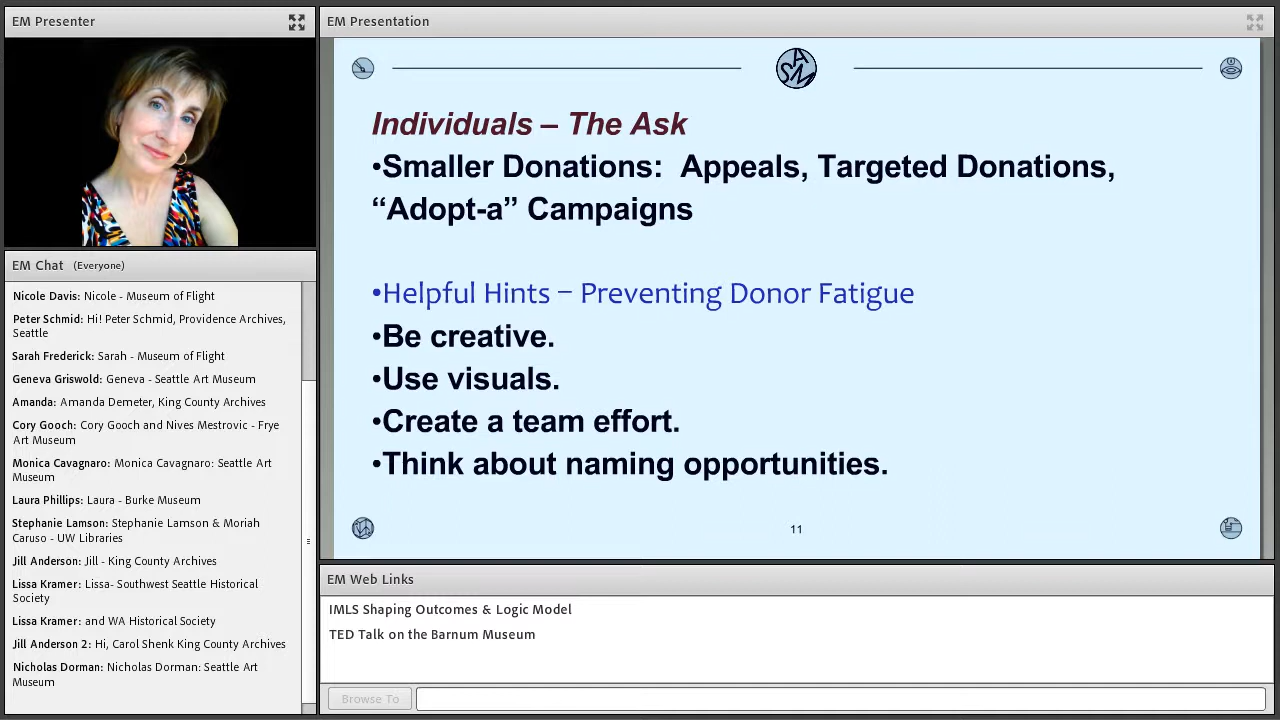 EM Presenter
EM Chat (Everyone)
Nicole Davis: Nicole - Museum of Flight
Peter Schmid: Hi! Peter Schmid, Providence Archives,
Seattle
Sarah Frederick: Sarah - Museum of Flight
Geneva Griswold: Geneva - Seattle Art Museum
Amanda: Amanda Demeter, King County Archives
Cory Gooch: Cory Gooch and Nives Mestrovic - Frye
Art Museum
Monica Cavagnaro: Monica Cavagnaro: Seattle Art
Museum
Laura Phillips: Laura - Burke Museum
Stephanie Lamson: Stephanie Lamson & Moriah
Caruso - UW Libraries
Jill Anderson: Jill - King County Archives
Lissa Kramer: Lissa- Southwest Seattle Historical
Society
Lissa Kramer: and WA Historical Society
Jill Anderson 2: Hi, Carol Shenk King County Archives
Nicholas Dorman: Nicholas Dorman: Seattle Art
Museum
EM Presentation
ASM
Individuals – The Ask
•Smaller Donations:  Appeals, Targeted Donations,
“Adopt-a” Campaigns
•Helpful Hints – Preventing Donor Fatigue
•Be creative.
•Use visuals.
•Create a team effort.
•Think about naming opportunities.
11
EM Web Links
IMLS Shaping Outcomes & Logic Model
TED Talk on the Barnum Museum
Browse To